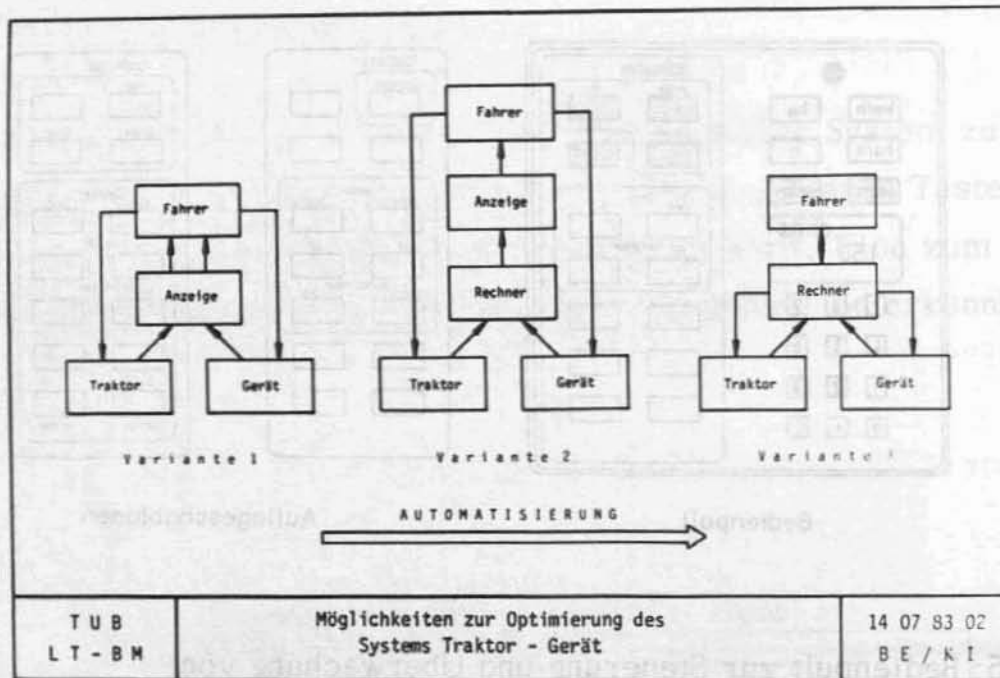 Fahrer
Anzeige
Traktor
Gerät
Variante 1
Fahrer
Anzeige
Rechner
Traktor
Gerät
Variante 2
Fahrer
Rechner
Traktor
Gerät
Variante
AUTOMATISIERUNG
TUB
LT-BM
Möglichkeiten zur Optimierung des
Systems Traktor - Gerät
14 07 83 02
BE/KI